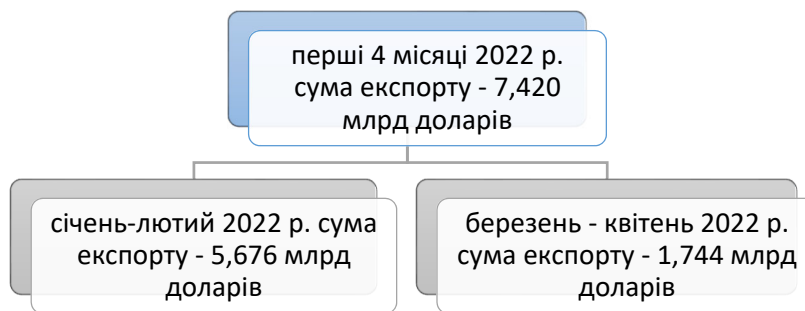 перші 4 місяці 2022 р.
сума експорту - 7,420
млрд доларів
січень-лютий 2022 р. сума
експорту - 5,676 млрд
доларів
березень - квітень 2022 р.
сума експорту - 1,744 млрд
доларів